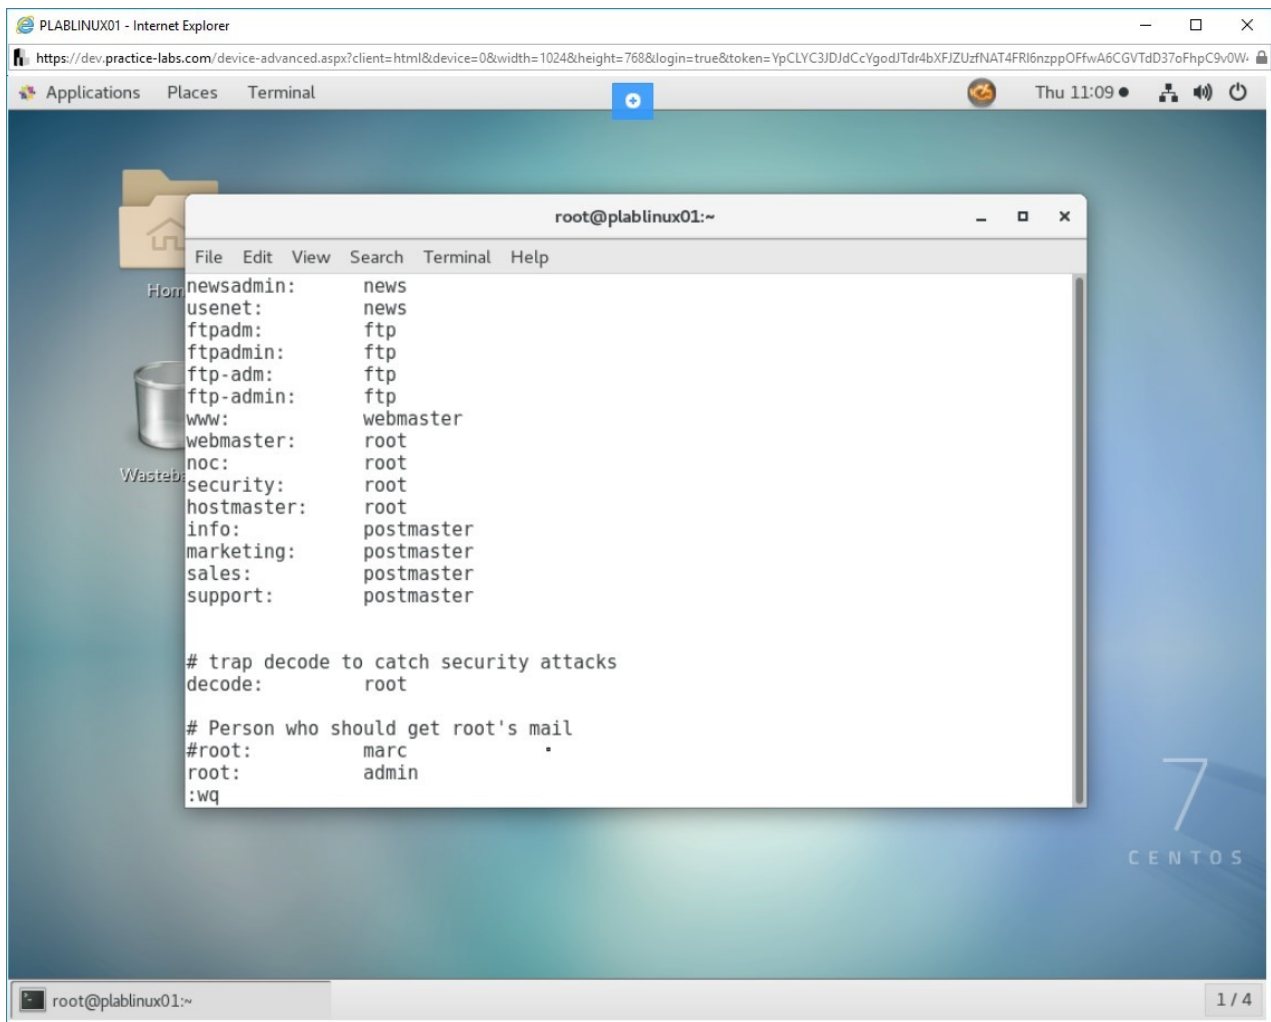 PLABLINUX01 - Internet Explorer
https://dev.practice-labs.com/device-advanced.aspx?client=html&device=0&width=1024&height=768&login=true&token=YpCLYC3JDJdCcYgodJTdr4bXFJZUzfNAT4FRI6nzppOFfwA6CGVTdD37oFhpC9v0W
Applications Places Terminal Thu 11:09
root@plablinux01:~
File Edit View Search Terminal Help
Hom
newsadmin: news
usenet: news
ftpadm: ftp
ftpadmin: ftp
ftp-adm: ftp
ftp-admin: ftp
www: webmaster
webmaster: root
noc: root
Wasteb
security: root
hostmaster: root
info: postmaster
marketing: postmaster
sales: postmaster
support: postmaster
# trap decode to catch security attacks
decode: root
# Person who should get root's mail
#root: marc
root: admin
:wq
7
CENTOS
root@plablinux01:~
1 / 4